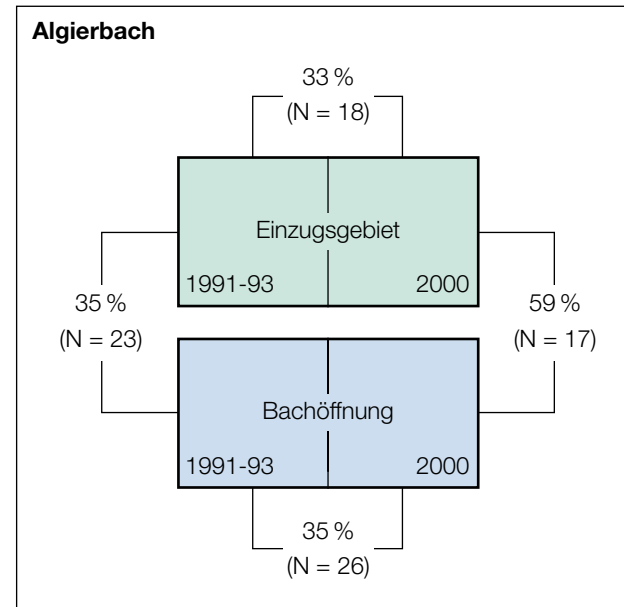 Algierbach
33 %
(N = 18)
Einzugsgebiet
1991-93
2000
35 %
(N = 23)
59 %
(N = 17)
Bachöffnung
1991-93
2000
35 %
(N = 26)